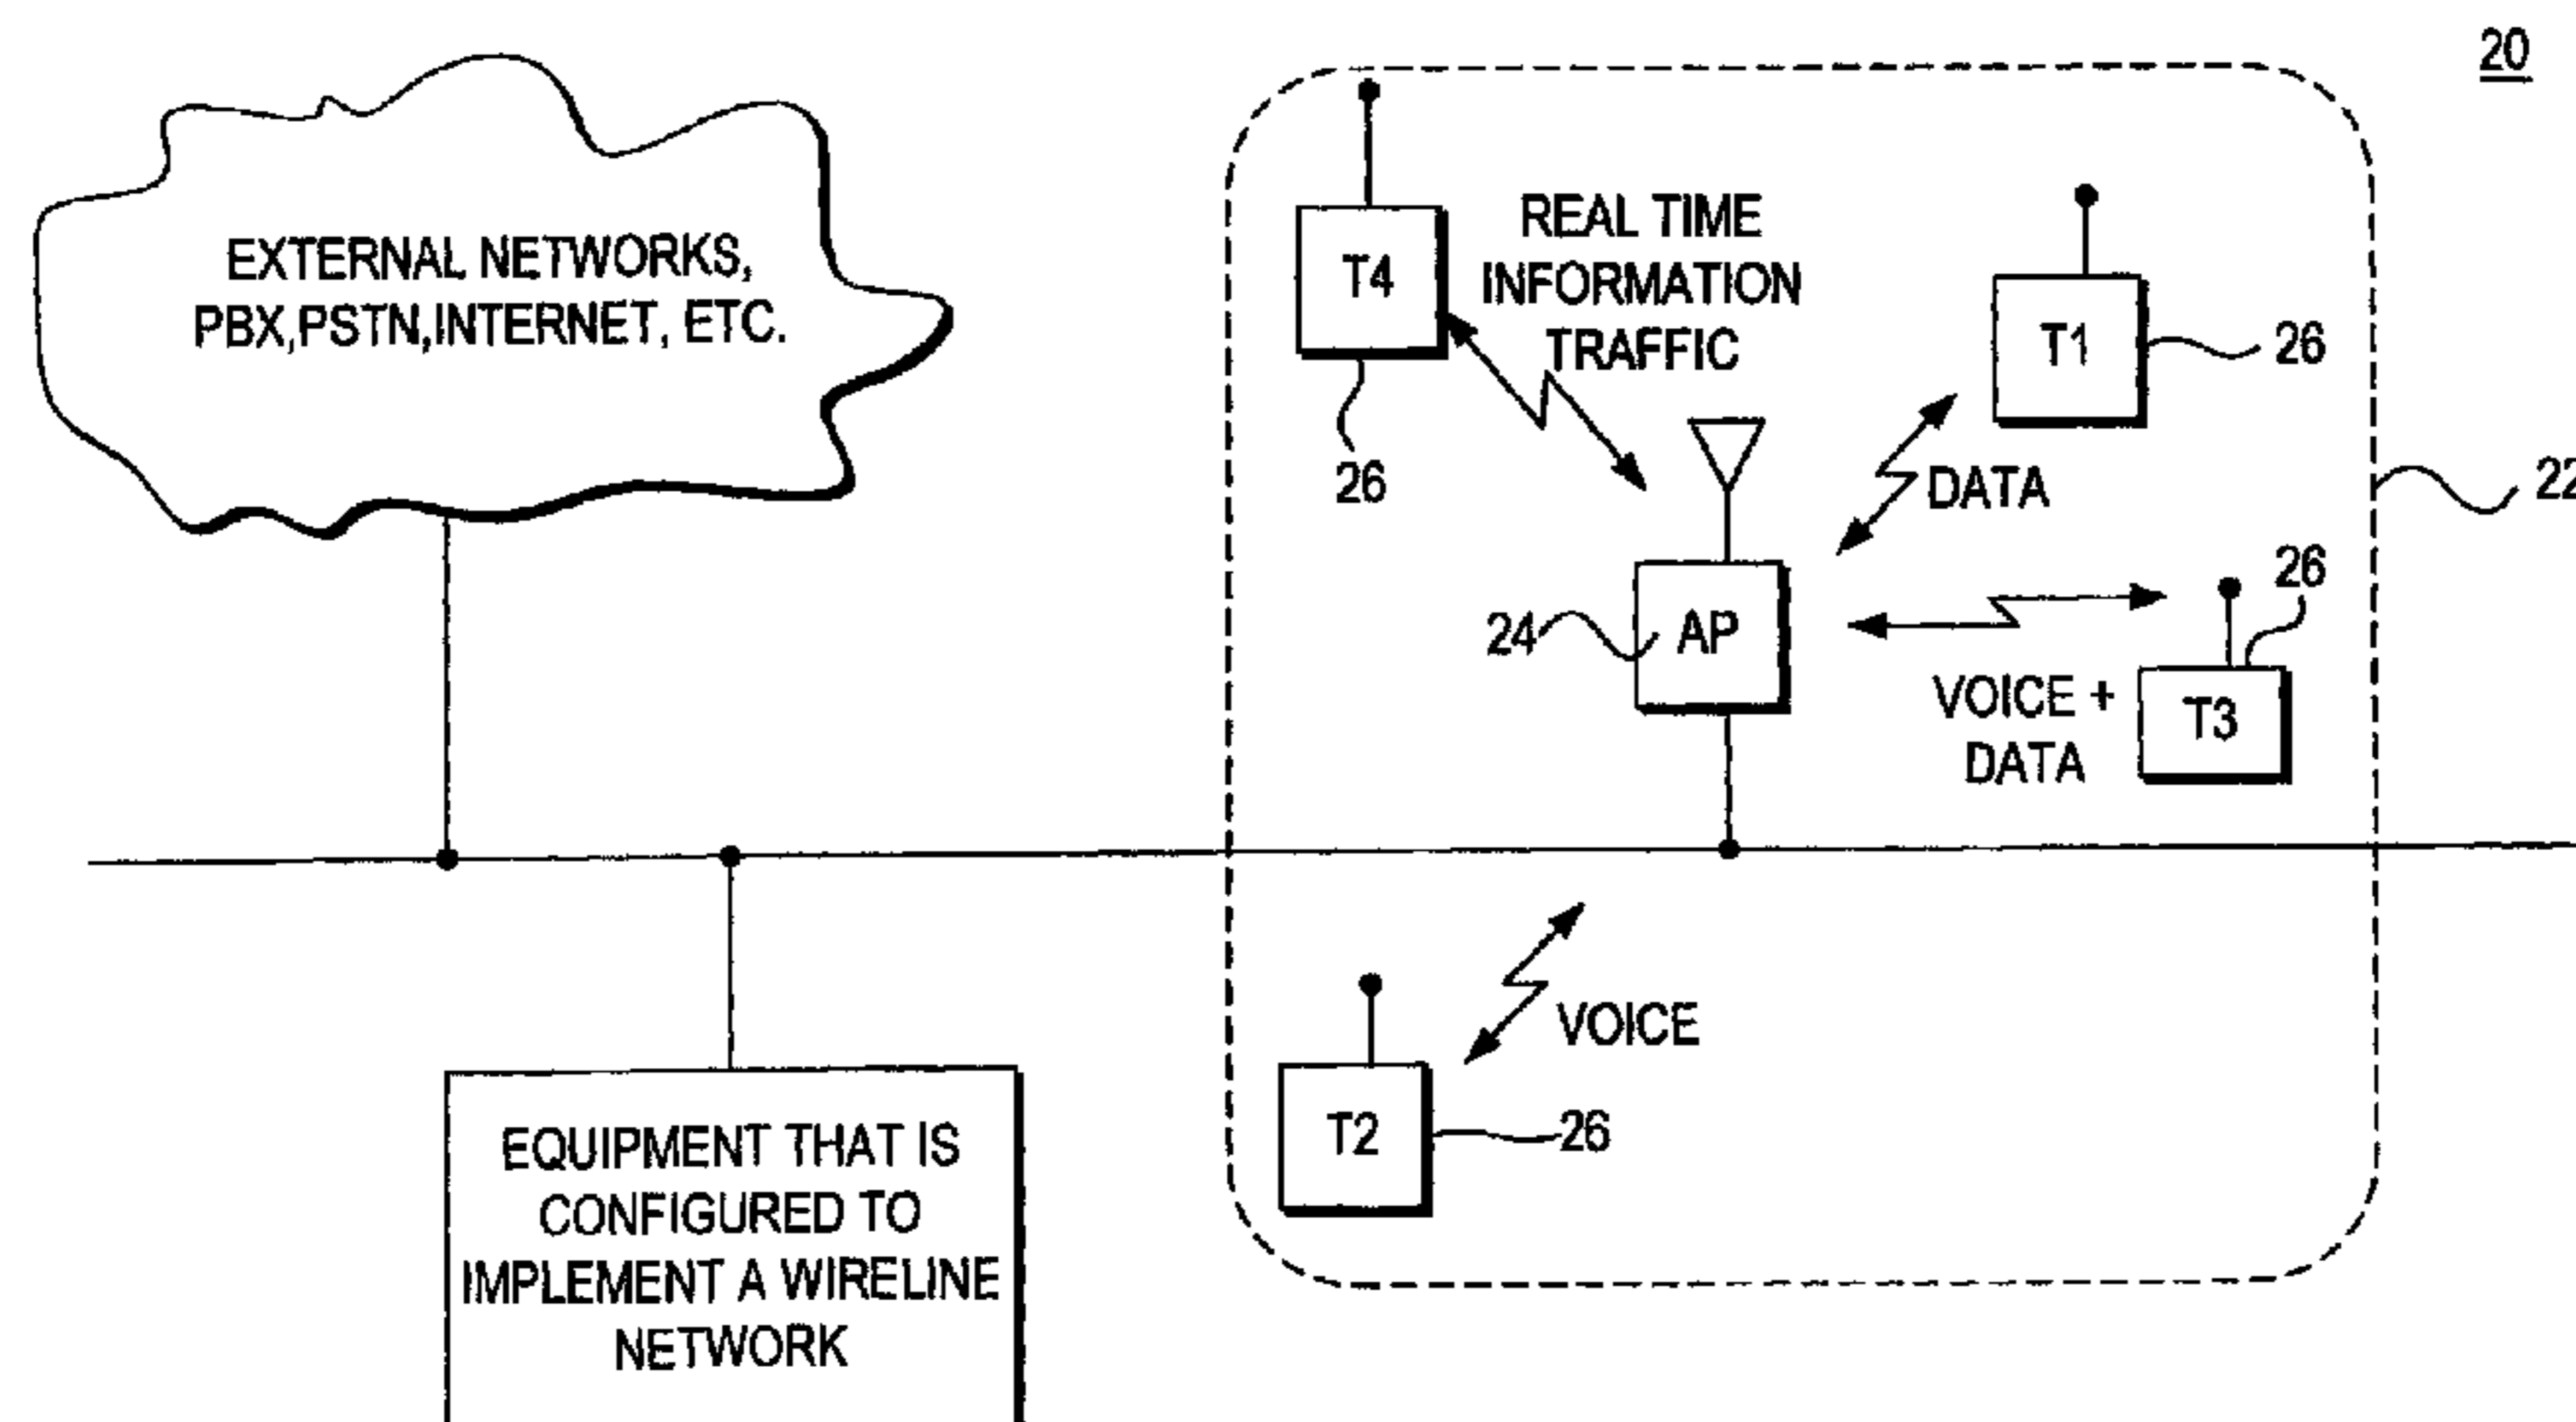 20
EXTERNAL NETWORKS,
PBX,PSTN,INTERNET, ETC.
T4
26
REAL TIME
INFORMATION
TRAFFIC
T1
26
DATA
22
24
AP
26
VOICE +
DATA
T3
VOICE
T2
26
EQUIPMENT THAT IS
CONFIGURED TO
IMPLEMENT A WIRELINE
NETWORK